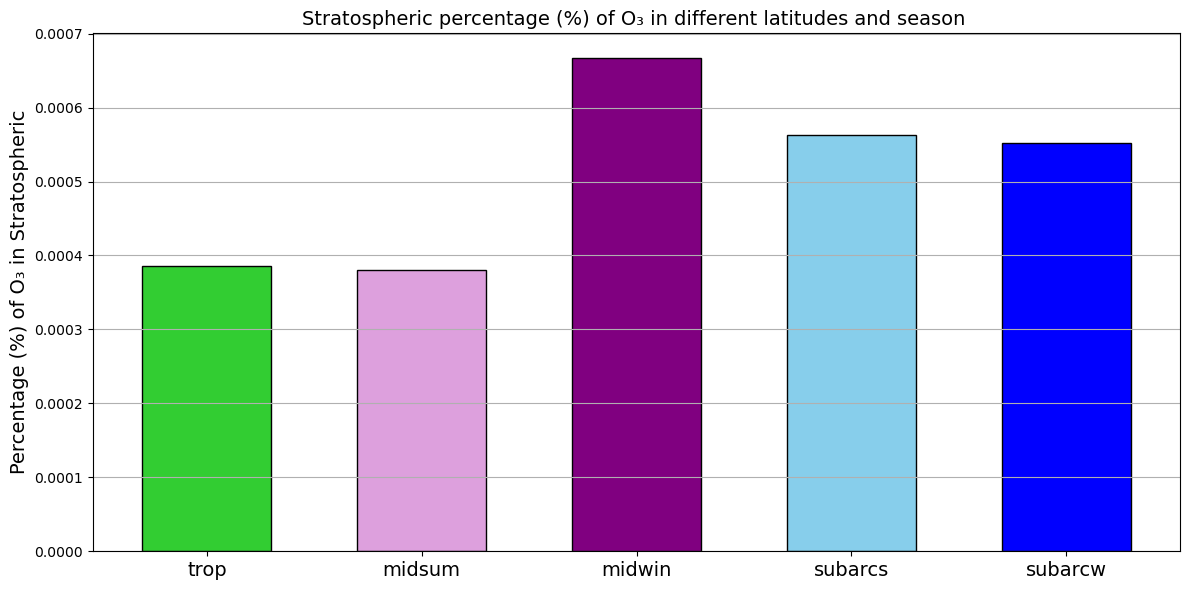 Stratospheric percentage (%) of O₃ in different latitudes and season
Percentage (%) of O₃ in Stratospheric
0.0007
0.0006
0.0005
0.0004
0.0003
0.0002
0.0001
0.0000
trop midsum midwin subarcs subarcw